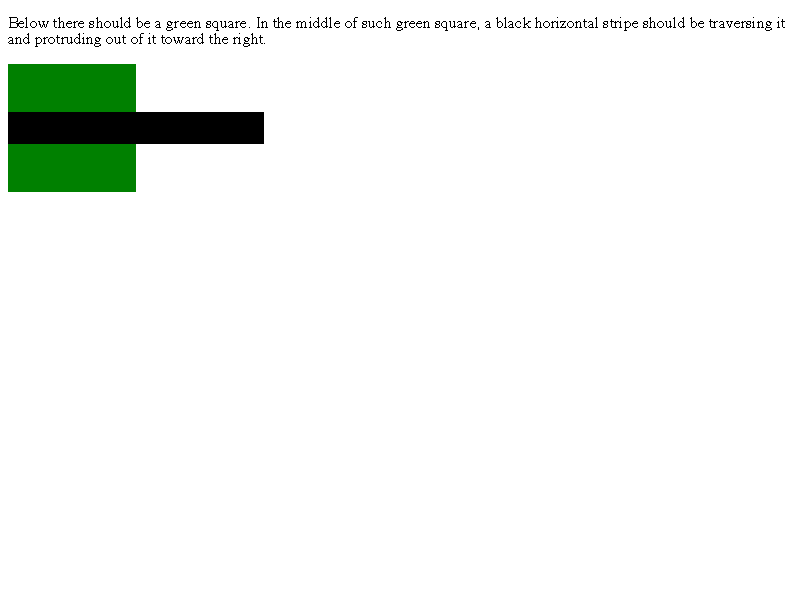 Below there should be a green square. In the middle of such green square, a black horizontal stripe should be traversing it
and protruding out of it toward the right.